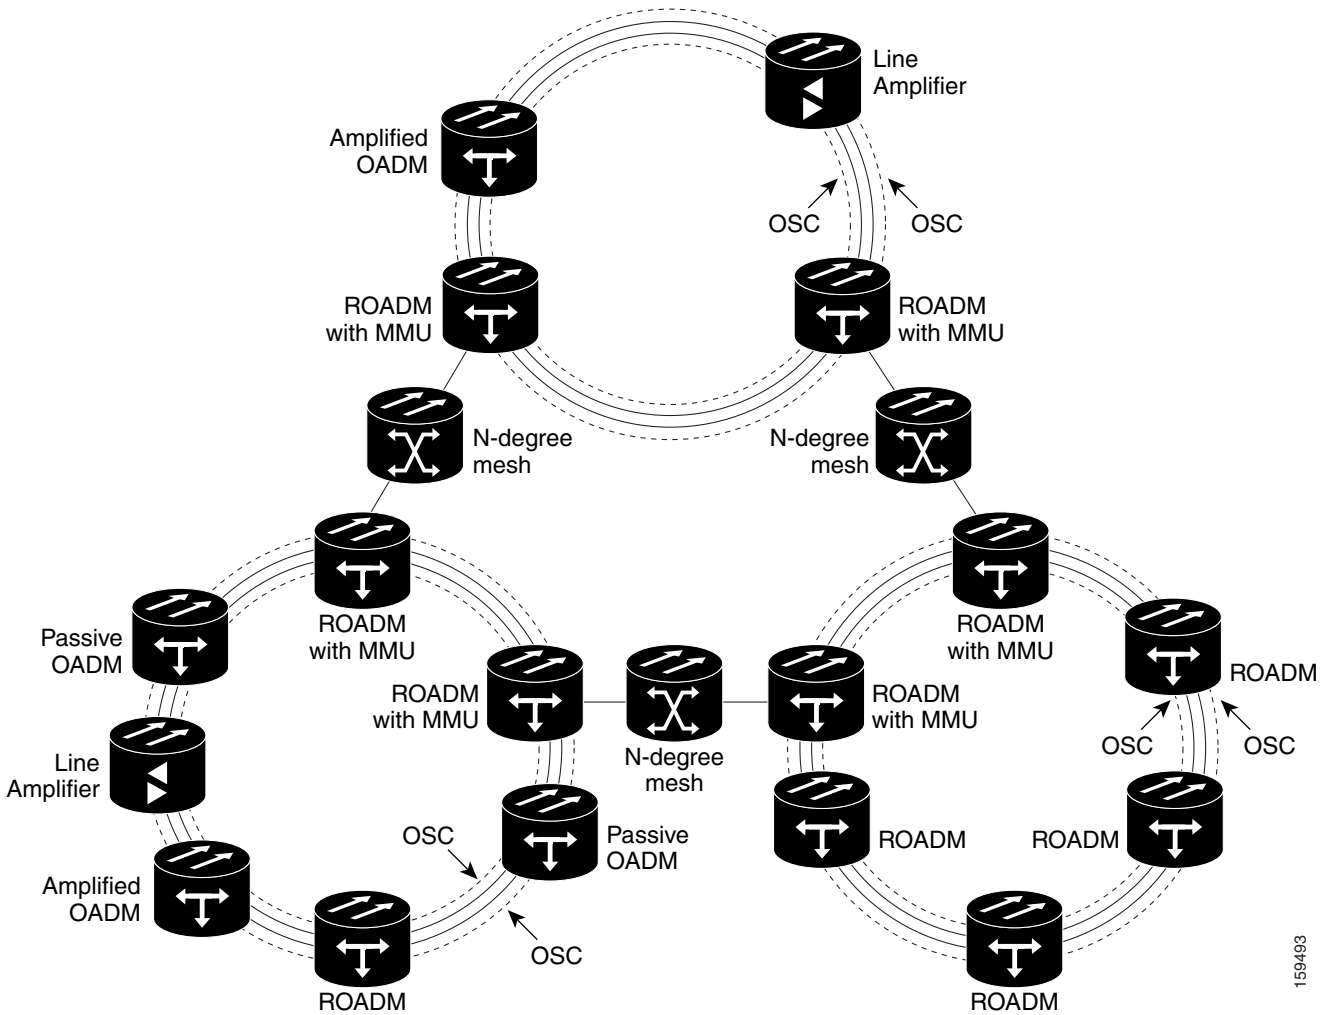 Line
Amplifier
Amplified
OADM
OSC
OSC
ROADM
with MMU
ROADM
with MMU
N-degree
mesh
N-degree
mesh
ROADM
with MMU
ROADM
with MMU
Passive
OADM
ROADM
ROADM
with MMU
ROADM
with MMU
N-degree
mesh
OSC
OSC
Line
Amplifier
OSC
Passive
OADM
ROADM
ROADM
Amplified
OADM
OSC
ROADM
ROADM
159493